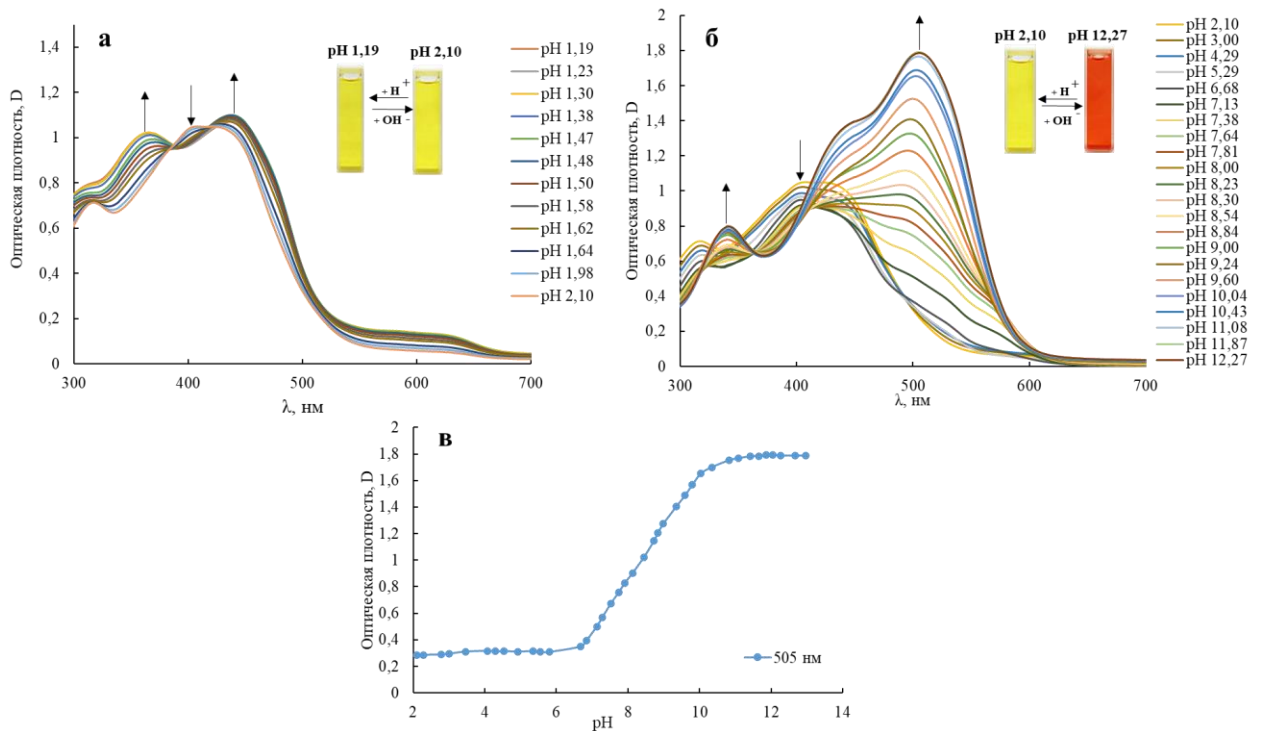 а
Оптическая плотность, D
1,4
1,2
1
0,8
0,6
0,4
0,2
0
300
400
500
600
700
λ, нм
pH 1,19
pH 2,10
+ H +
+ OH -
pH 1,19
pH 1,23
pH 1,30
pH 1,38
pH 1,47
pH 1,48
pH 1,50
pH 1,58
pH 1,62
pH 1,64
pH 1,98
pH 2,10
б
Оптическая плотность, D
2
1,8
1,6
1,4
1,2
1
0,8
0,6
0,4
0,2
0
300
400
500
600
700
λ, нм
pH 2,10
pH 12,27
+ H +
+ OH -
pH 2,10
pH 3,00
pH 4,29
pH 5,29
pH 6,68
pH 7,13
pH 7,38
pH 7,64
pH 7,81
pH 8,00
pH 8,23
pH 8,30
pH 8,54
pH 8,84
pH 9,00
pH 9,24
pH 9,60
pH 10,04
pH 10,43
pH 11,08
pH 11,87
pH 12,27
в
Оптическая плотность, D
2
1,8
1,6
1,4
1,2
1
0,8
0,6
0,4
0,2
0
2
4
6
8
10
12
14
pH
505 нм